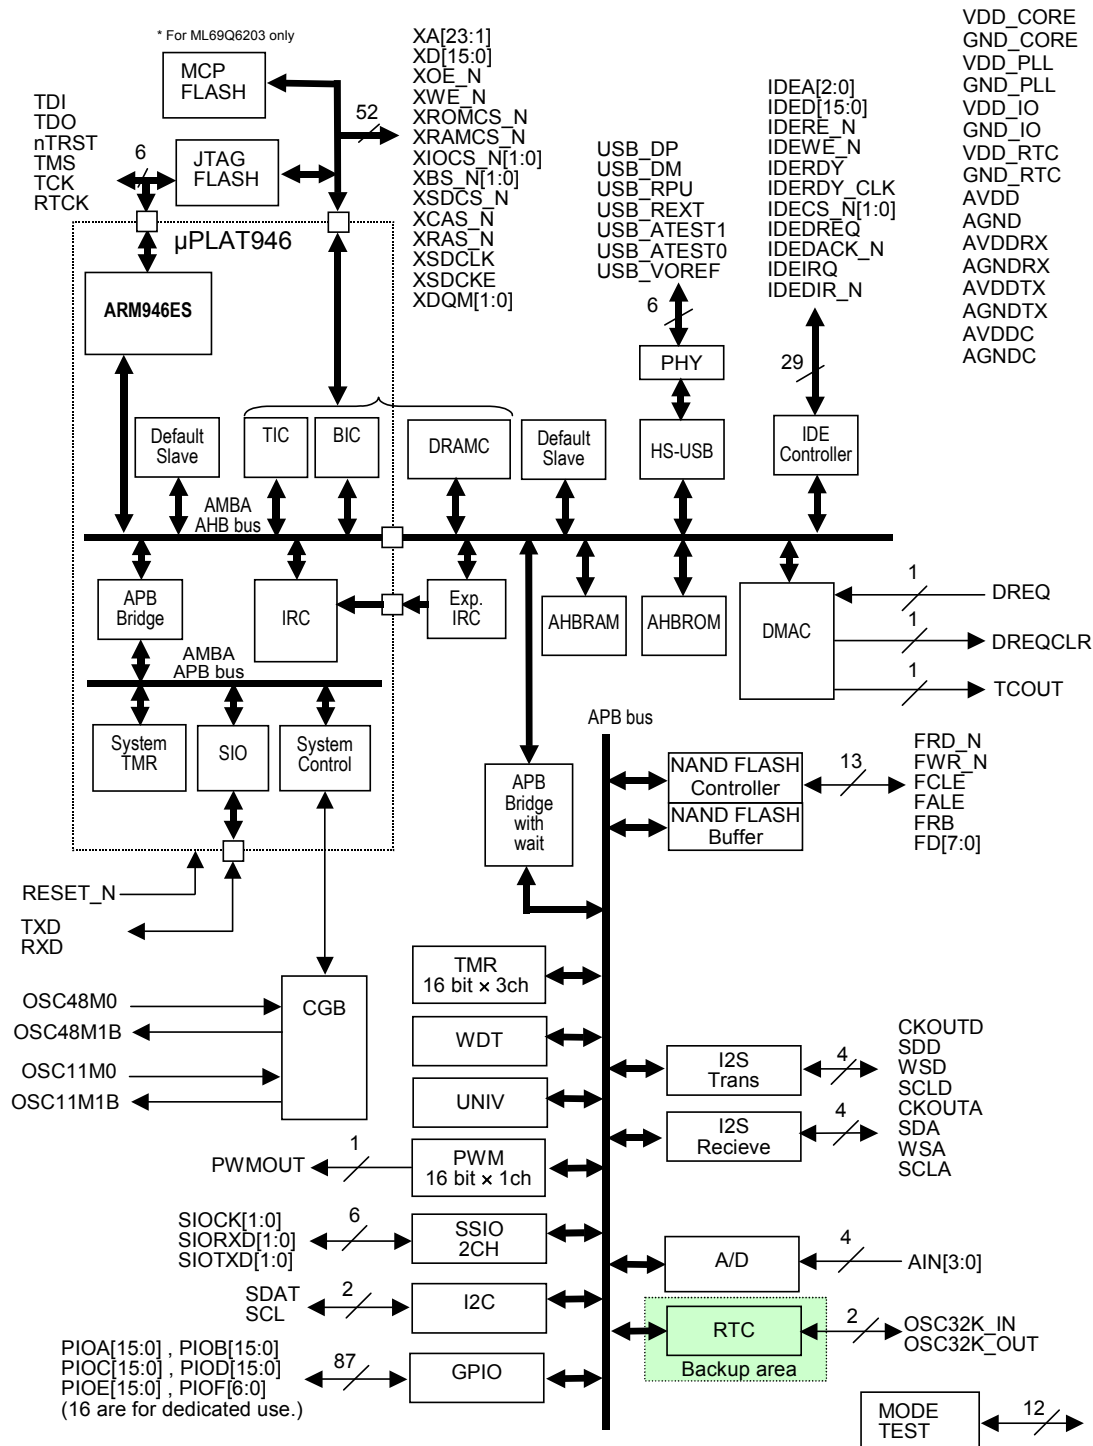 * For ML69Q6203 only
MCP
FLASH
TDI
TDO
nTRST
TMS
TCK
RTCK
6
JTAG
FLASH
52
XA[23:1]
XD[15:0]
XOE_N
XWE_N
XROMCS_N
XRAMCS_N
XIOCS_N[1:0]
XBS_N[1:0]
XSDCS_N
XCAS_N
XRAS_N
XSDCLK
XSDCKE
XDQM[1:0]
USB_DP
USB_DM
USB_RPU
USB_REXT
USB_ATEST1
USB_ATEST0
USB_VOREF
6
PHY
IDEA[2:0]
IDED[15:0]
IDERE_N
IDEWE_N
IDERDY
IDERDY_CLK
IDECS_N[1:0]
IDEDREQ
IDEDACK_N
IDEIRQ
IDEDIR_N
29
VDD_CORE
GND_CORE
VDD_PLL
GND_PLL
VDD_IO
GND_IO
VDD_RTC
GND_RTC
AVDD
AGND
AVDDRX
AGNDRX
AVDDTX
AGNDTX
AVDDC
AGNDC
µPLAT946
ARM946ES
Default
Slave
TIC
BIC
DRAMC
Default
Slave
HS-USB
IDE
Controller
AMBA
AHB bus
APB
Bridge
IRC
Exp.
IRC
AHBRAM
AHBROM
DMAC
1
DREQ
1
DREQCLR
1
TCOUT
AMBA
APB bus
System
TMR
SIO
System
Control
APB bus
APB
Bridge
with
wait
NAND FLASH
Controller
NAND FLASH
Buffer
13
FRD_N
FWR_N
FCLE
FALE
FRB
FD[7:0]
RESET_N
TXD
RXD
OSC48M0
OSC48M1B
OSC11M0
OSC11M1B
CGB
TMR
16 bit × 3ch
WDT
UNIV
PWMOUT
1
PWM
16 bit × 1ch
SIOCK[1:0]
SIORXD[1:0]
SIOTXD[1:0]
6
SSIO
2CH
SDAT
SCL
2
I2C
PIOA[15:0] , PIOB[15:0]
PIOC[15:0] , PIOD[15:0]
PIOE[15:0] , PIOF[6:0]
(16 are for dedicated use.)
87
GPIO
I2S
Trans
4
CKOUTD
SDD
WSD
SCLD
I2S
Recieve
4
CKOUTA
SDA
WSA
SCLA
A/D
4
AIN[3:0]
RTC
Backup area
2
OSC32K_IN
OSC32K_OUT
MODE
TEST
12